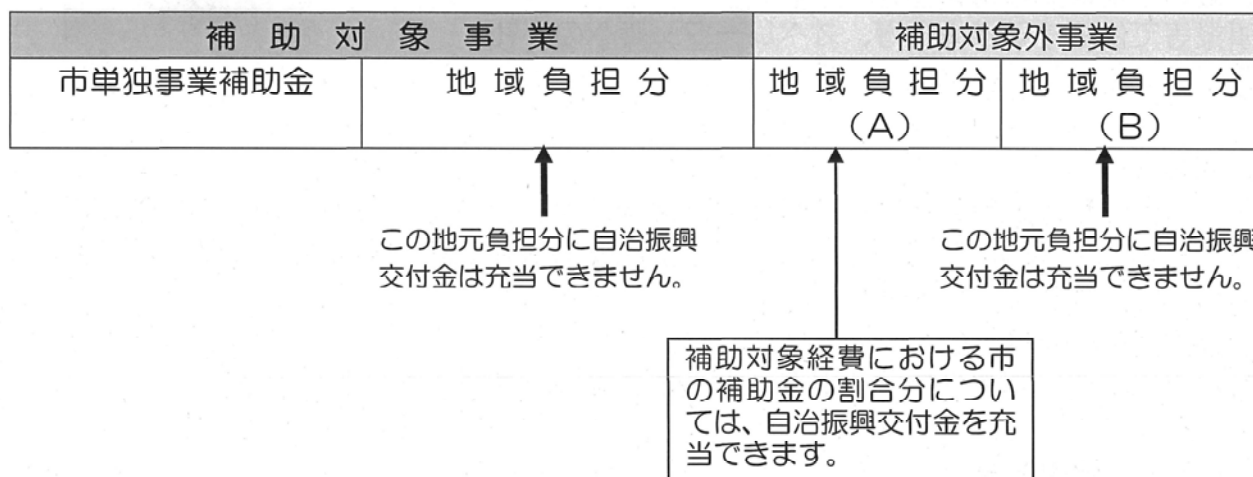 補助対象事業 補助対象外事業
市単独事業補助金 地域負担分 地域負担分 地域負担分
(A) (B)
この地元負担分に自治振興
交付金は充当できません。
この地元負担分に自治振興
交付金は充当できません。
補助対象経費における市
の補助金の割合分につい
ては、自治振興交付金を充
当できます。